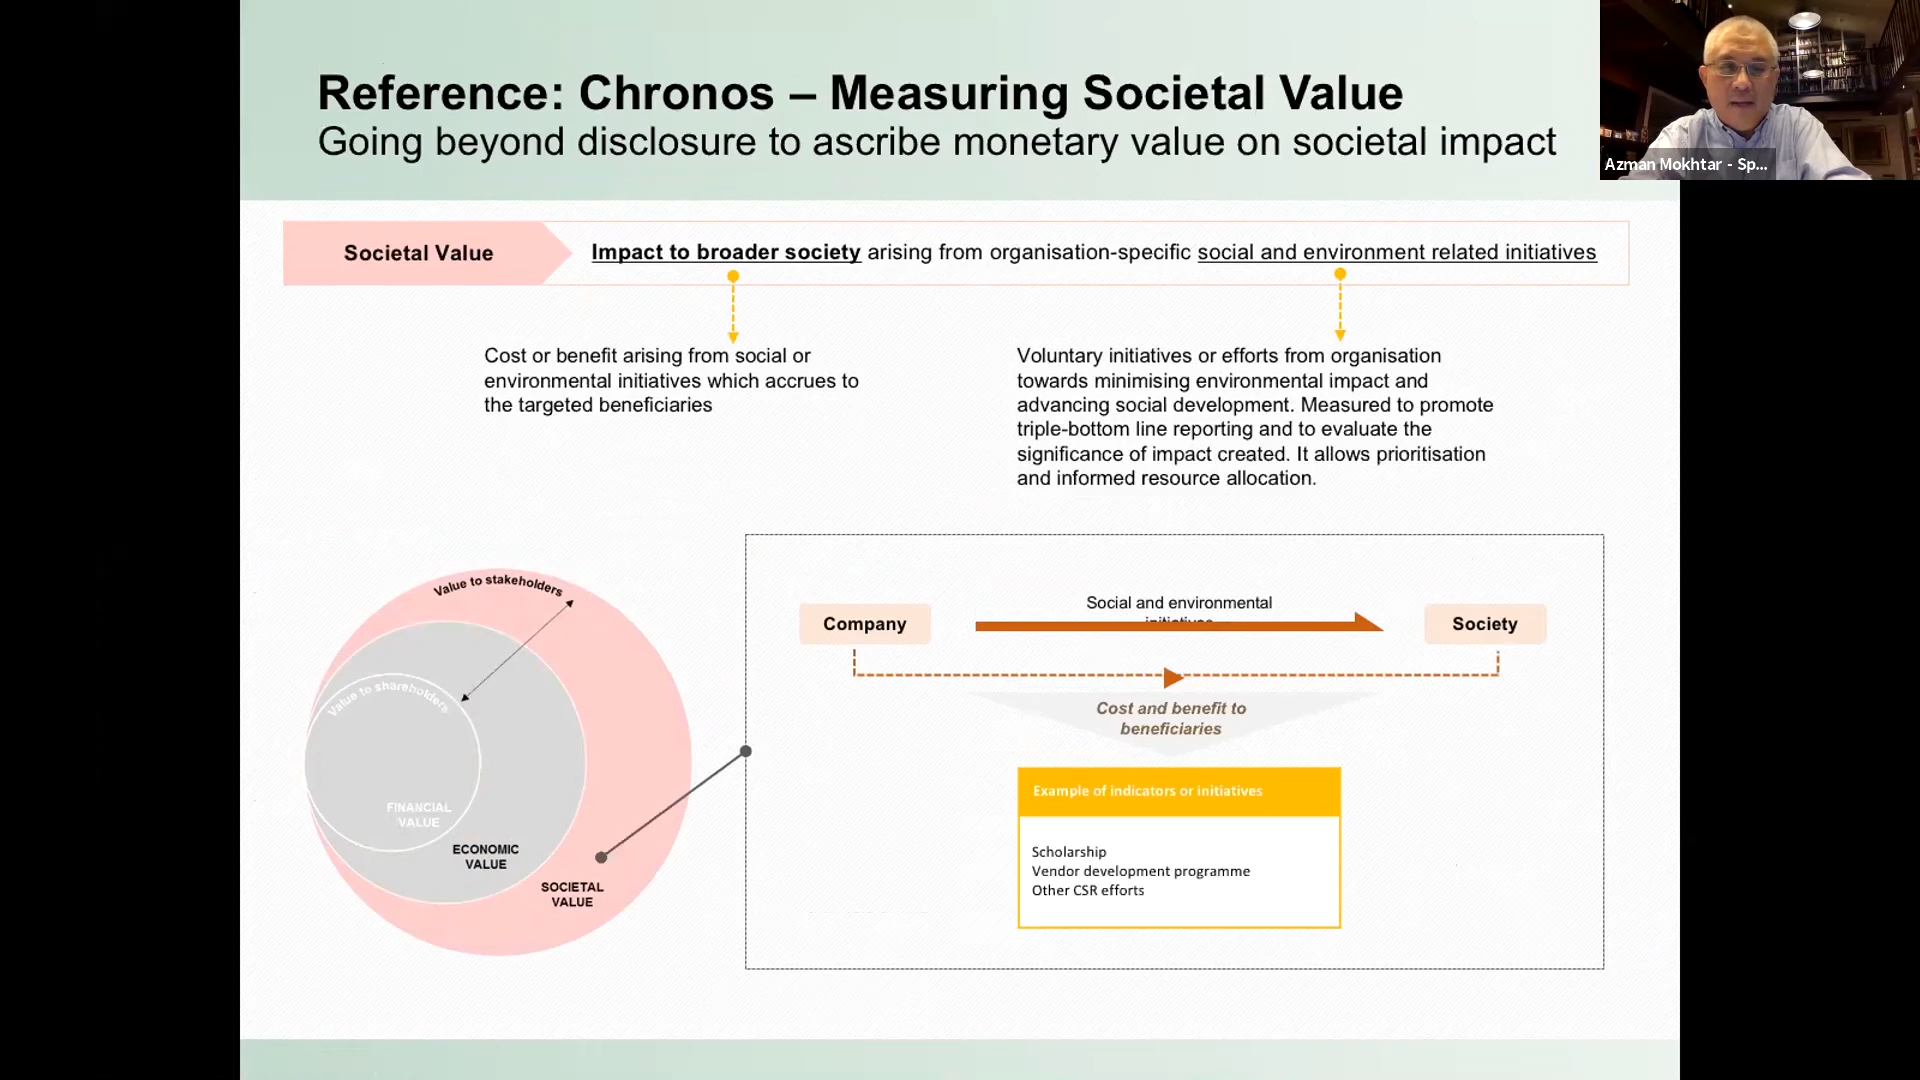 Reference: Chronos – Measuring Societal Value
Going beyond disclosure to ascribe monetary value on societal impact
Azman Mokhtar - Sp...
Societal Value
Impact to broader society arising from organisation-specific social and environment related initiatives
Cost or benefit arising from social or
environmental initiatives which accrues to
the targeted beneficiaries
Voluntary initiatives or efforts from organisation
towards minimising environmental impact and
advancing social development. Measured to promote
triple-bottom line reporting and to evaluate the
significance of impact created. It allows prioritisation
and informed resource allocation.
Value to stakeholders
Value to shareholders
FINANCIAL
VALUE
ECONOMIC
VALUE
SOCIETAL
VALUE
Company
Social and environmental
initiatives
Society
Cost and benefit to
beneficiaries
Example of indicators or initiatives
Scholarship
Vendor development programme
Other CSR efforts